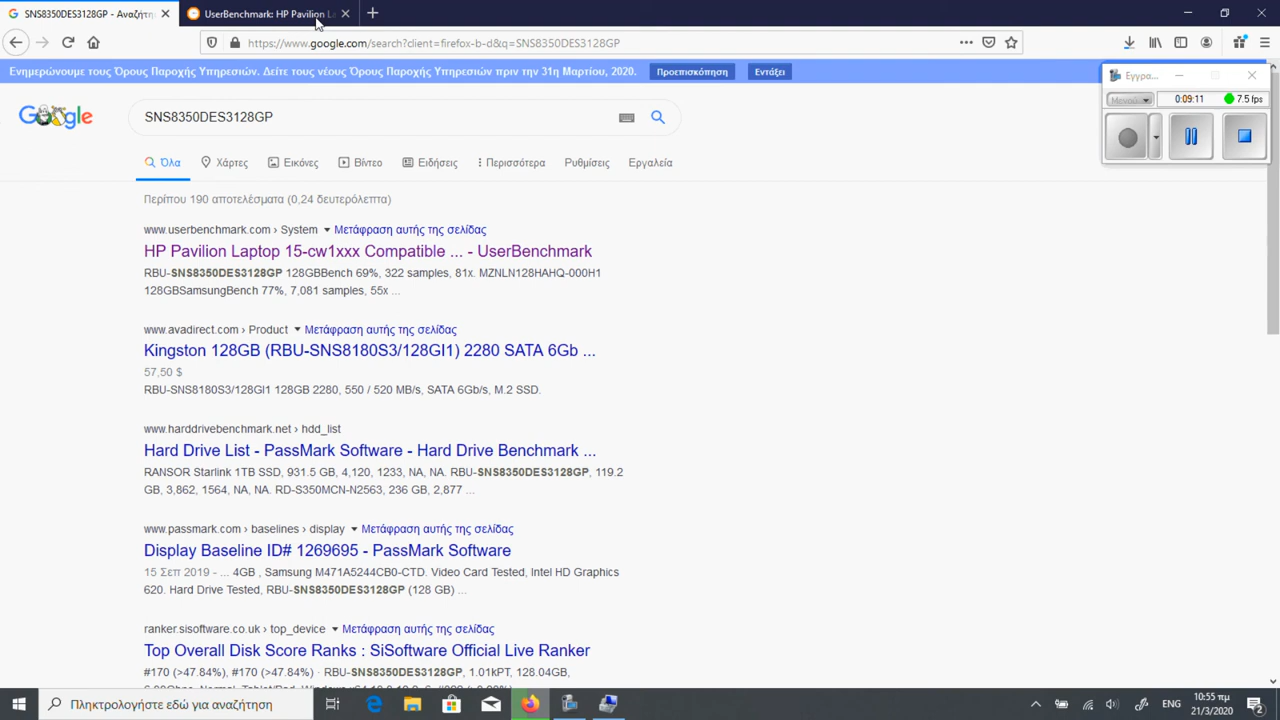 SNS8350DES3128GP - Αναζήτη
UserBenchmark: HP Pavilion La
https://www.google.com/search?client=firefox-b-d&q=SNS8350DES3128GP
Ενημερώνουμε τους Όρους Παροχής Υπηρεσιών. Δείτε τους νέους Όρους Παροχής Υπηρεσιών πριν την 31η Μαρτίου, 2020.
Προεπισκόπηση
Εντάξει
Εγγρα...
Μενού
0:09:11
7.5 fps
Google
SNS8350DES3128GP
Όλα
Χάρτες
Εικόνες
Βίντεο
Ειδήσεις
Περισσότερα
Ρυθμίσεις
Εργαλεία
Περίπου 190 αποτελέσματα (0,24 δευτερόλεπτα)
www.userbenchmark.com › System
Μετάφραση αυτής της σελίδας
HP Pavilion Laptop 15-cw1xxx Compatible ... - UserBenchmark
RBU-SNS8350DES3128GP 128GBBench 69%, 322 samples, 81x. MZNLN128HAHQ-000H1
128GBSamsungBench 77%, 7,081 samples, 55x ...
www.avadirect.com › Product
Μετάφραση αυτής της σελίδας
Kingston 128GB (RBU-SNS8180S3/128GI1) 2280 SATA 6Gb ...
57,50 $
RBU-SNS8180S3/128GI1 128GB 2280, 550 / 520 MB/s, SATA 6Gb/s, M.2 SSD.
www.harddrivebenchmark.net › hdd_list
Hard Drive List - PassMark Software - Hard Drive Benchmark ...
RANSOR Starlink 1TB SSD, 931.5 GB, 4,120, 1233, NA, NA. RBU-SNS8350DES3128GP, 119.2
GB, 3,862, 1564, NA, NA. RD-S350MCN-N2563, 236 GB, 2,877 ...
www.passmark.com › baselines › display
Μετάφραση αυτής της σελίδας
Display Baseline ID# 1269695 - PassMark Software
15 Σεπ 2019 - ... 4GB , Samsung M471A5244CB0-CTD. Video Card Tested, Intel HD Graphics
620. Hard Drive Tested, RBU-SNS8350DES3128GP (128 GB) ...
ranker.sisoftware.co.uk › top_device
Μετάφραση αυτής της σελίδας
Top Overall Disk Score Ranks : SiSoftware Official Live Ranker
#170 (>47.84%), #170 (>47.84%) · RBU-SNS8350DES3128GP, 1.01kPT, 128.04GB,
Πληκτρολογήστε εδώ για αναζήτηση
ENG
10:55 πμ
21/3/2020
2